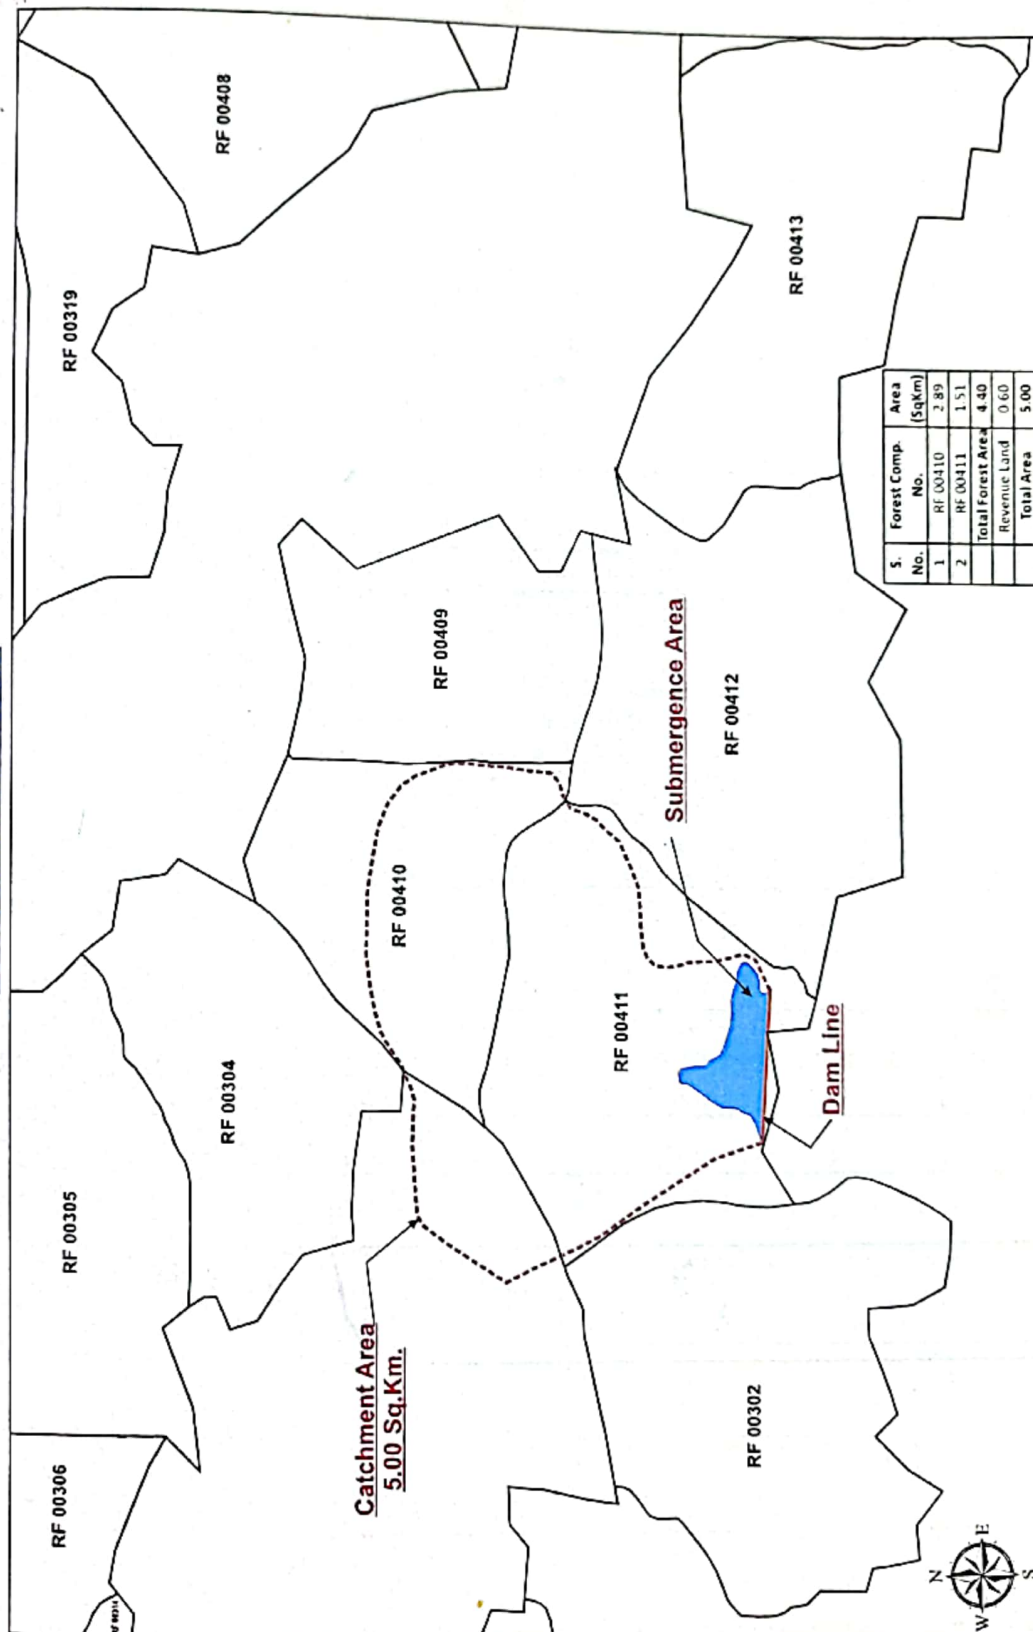 RF 00408
RF 00319
RF 00413
RF 00409
RF 00412
Submergence Area
RF 00410
RF 00411
RF 00304
RF 00305
Dam Line
Catchment Area
5.00 Sq.Km.
RF 00302
RF 00306
S. No. Forest Comp. No. Area (SqKm)
1 RF 00410 2.89
2 RF 00411 1.51
Total Forest Area 4.40
Revenue Land 0.60
Total Area 5.00
N
E
W
S